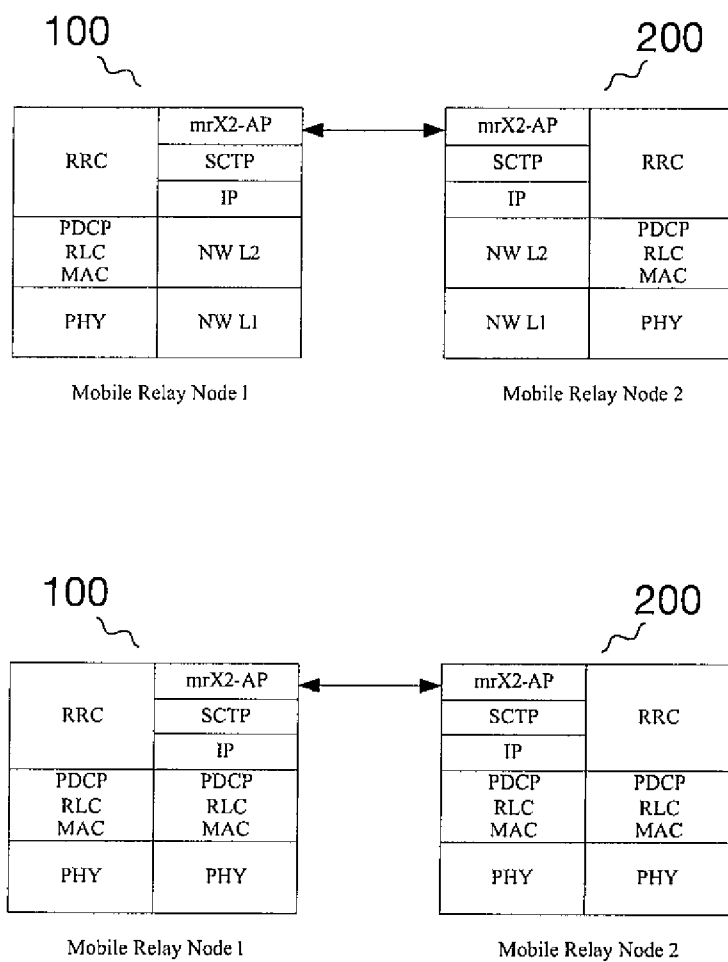 100 200
mrX2-AP mrX2-AP
RRC SCTP SCTP RRC
IP IP
PDCP PDCP
RLC NW L2 NW L2 RLC
MAC MAC
PHY NW L1 NW L1 PHY
Mobile Relay Node 1 Mobile Relay Node 2
100 200
mrX2-AP mrX2-AP
RRC SCTP SCTP RRC
IP IP
PDCP PDCP PDCP PDCP
RLC RLC RLC RLC
MAC MAC MAC MAC
PHY PHY PHY PHY
Mobile Relay Node 1 Mobile Relay Node 2